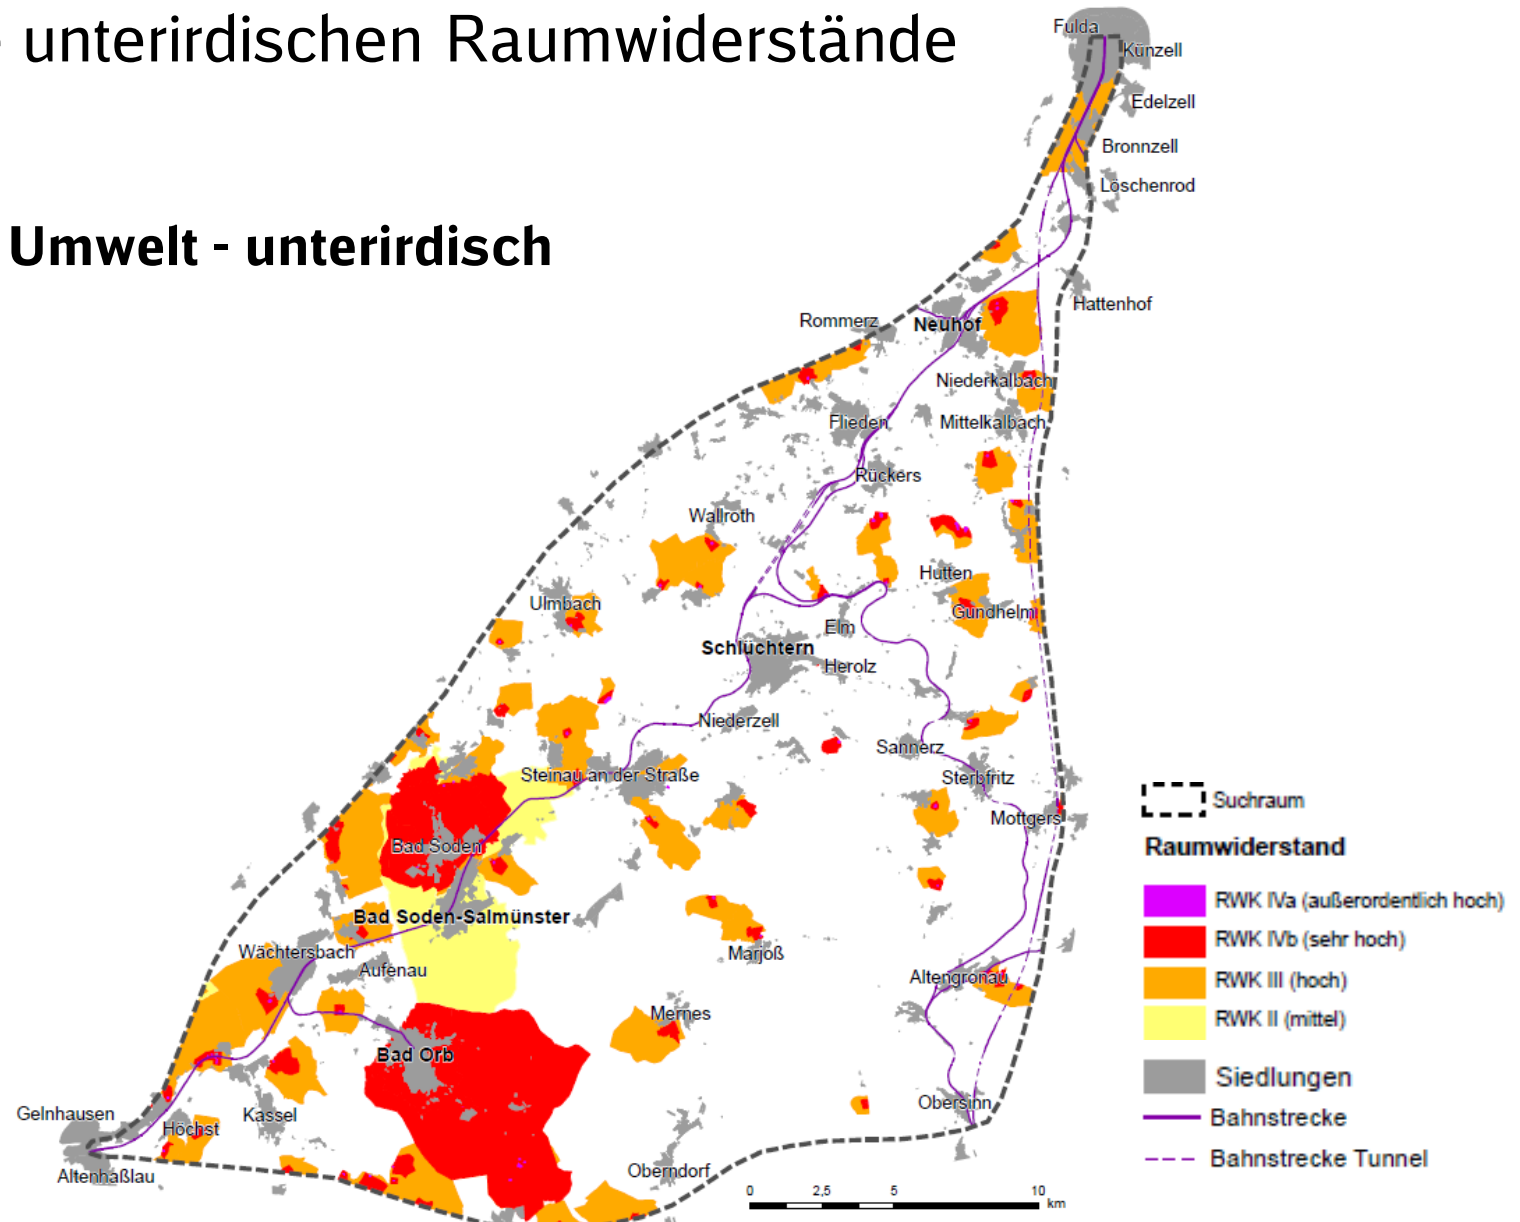 unterirdischen Raumwiderstände
Umwelt - unterirdisch
Fulda
Künzell
Edelzell
Bronnzell
Löschenrod
Hattenhof
Rommerz
Neuhof
Niederkalbach
Flieden
Mittelkalbach
Rückers
Wallroth
Hutten
Ulmbach
Gundhelm
Elm
Schlüchtern
Herolz
Niederzell
Sannerz
Steinau an der Straße
Sterbfritz
Mottgers
Bad Soden
Bad Soden-Salmünster
Wächtersbach
Aufenau
Marjoß
Altengronau
Mernes
Bad Orb
Obersinn
Gelnhausen
Kassel
Höchst
Altenhaßlau
Oberndorf
0 2,5 5 10
km
Suchraum
Raumwiderstand
RWK IVa (außerordentlich hoch)
RWK IVb (sehr hoch)
RWK III (hoch)
RWK II (mittel)
Siedlungen
Bahnstrecke
Bahnstrecke Tunnel